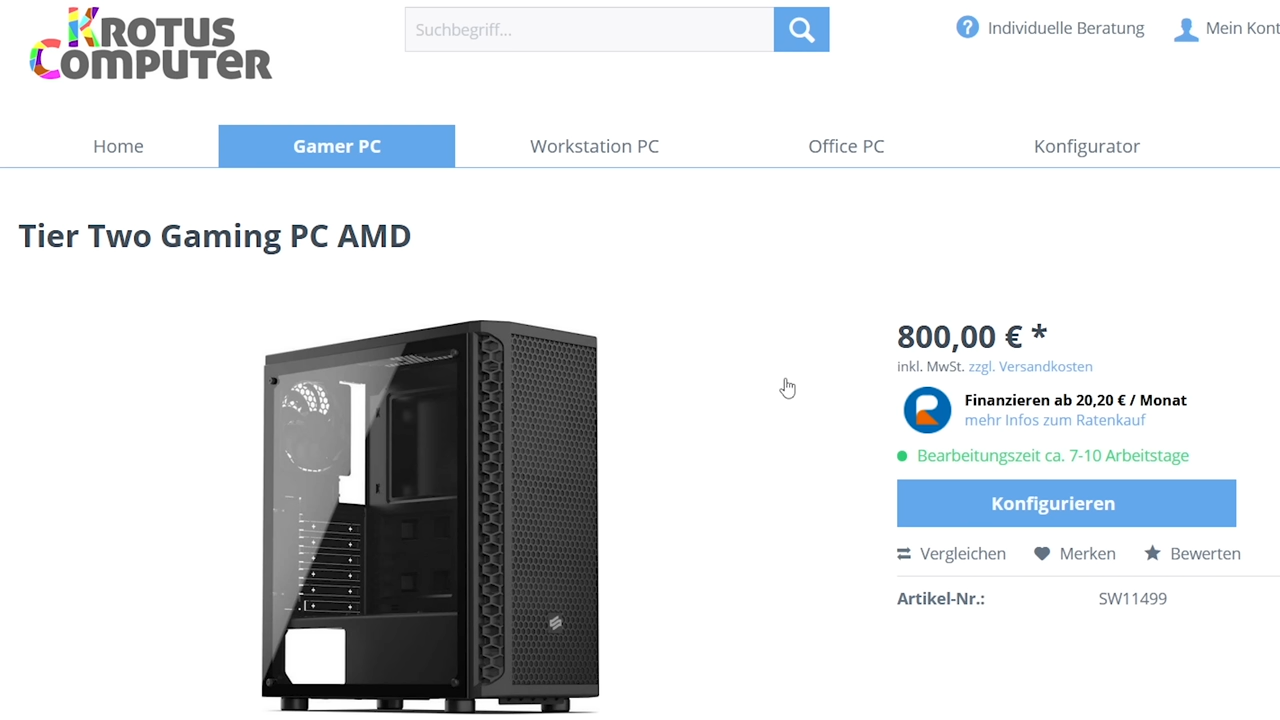 KROTUS
COMPUTER
Suchbegriff...
Individuelle Beratung
Mein Kont
Home
Gamer PC
Workstation PC
Office PC
Konfigurator
Tier Two Gaming PC AMD
800,00 € *
inkl. MwSt. zzgl. Versandkosten
Finanzieren ab 20,20 € / Monat
mehr Infos zum Ratenkauf
Bearbeitungszeit ca. 7-10 Arbeitstage
Konfigurieren
Vergleichen
Merken
Bewerten
Artikel-Nr.: SW11499